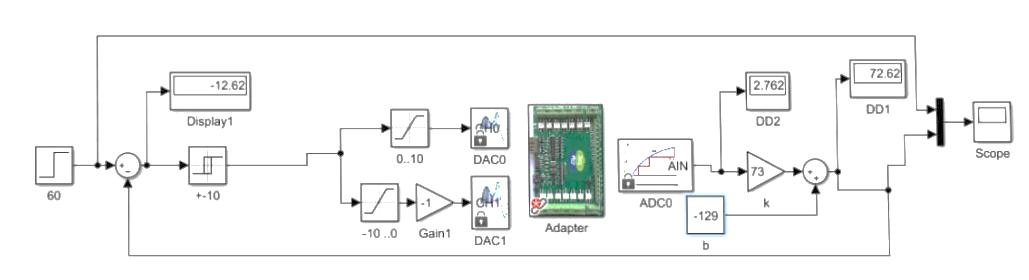 -12.62
Display1
60
+-10
0..10
CH0
DAC0
-10 ..0
-1
Gain1
CH1
DAC1
Adapter
AIN
ADC0
2.762
DD2
72.62
DD1
73
k
-129
b
Scope